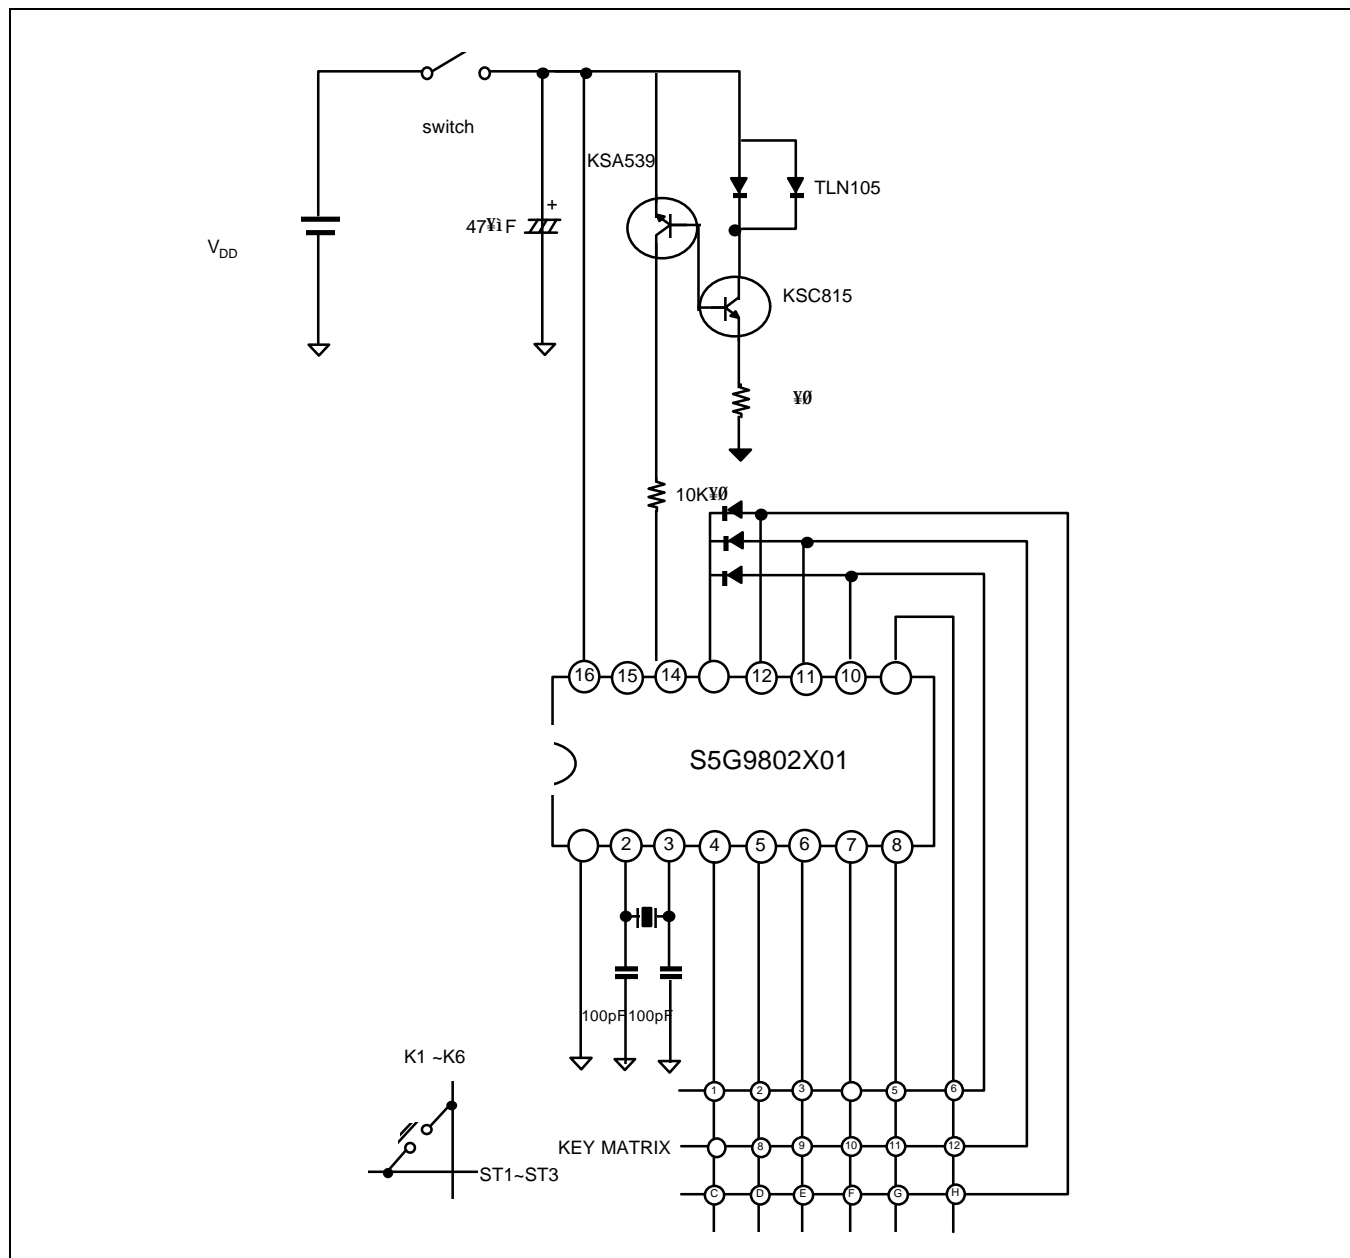 switch
KSA539
TLN105
+
47¥ìF
VDD
KSC815
¥Ø
10K¥Ø
16 15 14 12 11 10
S5G9802X01
2 3 4 5 6 7 8
100pF 100pF
K1 ~K6
1 2 3 5 6
KEY MATRIX 8 9 10 11 12
ST1~ST3
C D E F G H